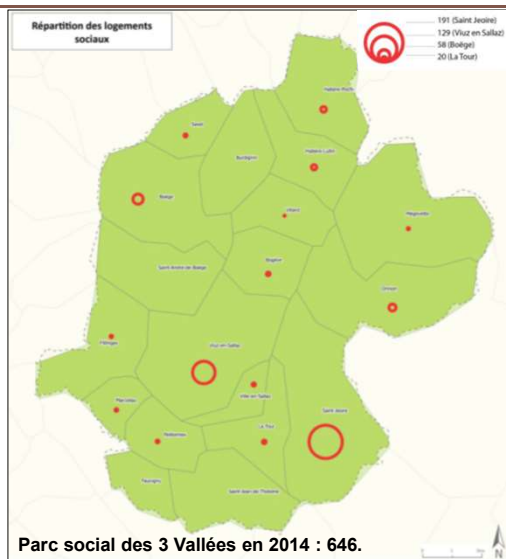 Répartition des logements
sociaux
191 (Saint Jeoire)
129 (Viuz en Sallaz)
58 (Boëge)
20 (La Tour)
Habère-Poche
Saxel
Burdignin
Habère-Lullin
Boëge
Villard
Mégevette
Saint-André-de-Boëge
Bogève
Onnion
Fillinges
Viuz-en-Sallaz
Ville-en-Sallaz
Marcellaz
Saint-Jeoire
La Tour
Peillonnex
Faucigny
Saint-Jean-de-Tholome
N
Parc social des 3 Vallées en 2014 : 646.